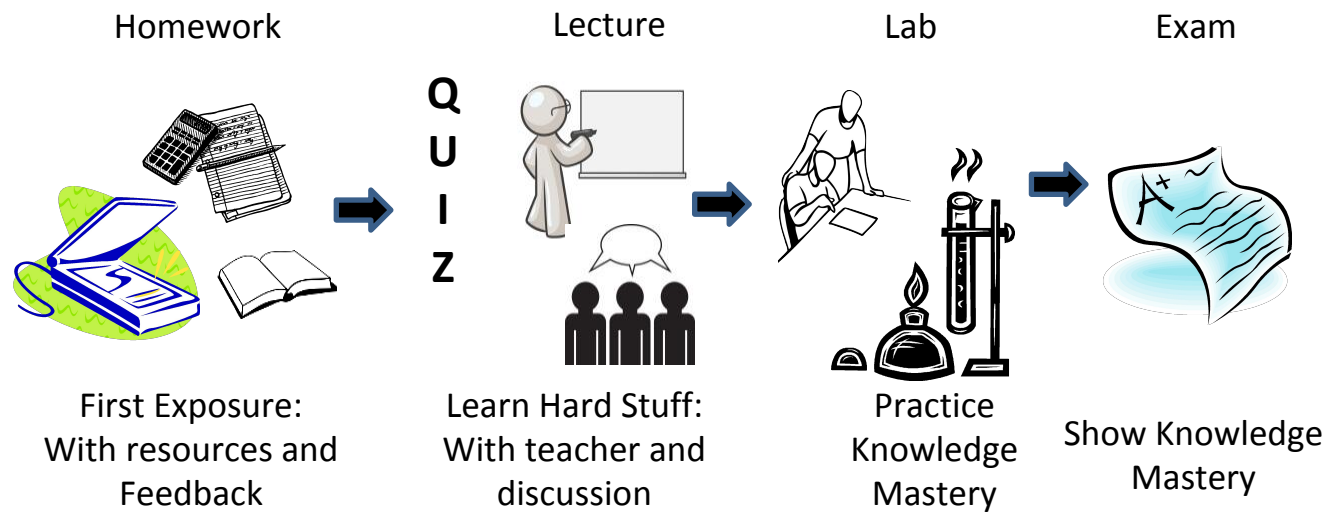 Homework
Lecture
Lab
Exam
Q
U
I
Z
A+
First Exposure:
With resources and
Feedback
Learn Hard Stuff:
With teacher and
discussion
Practice
Knowledge
Mastery
Show Knowledge
Mastery